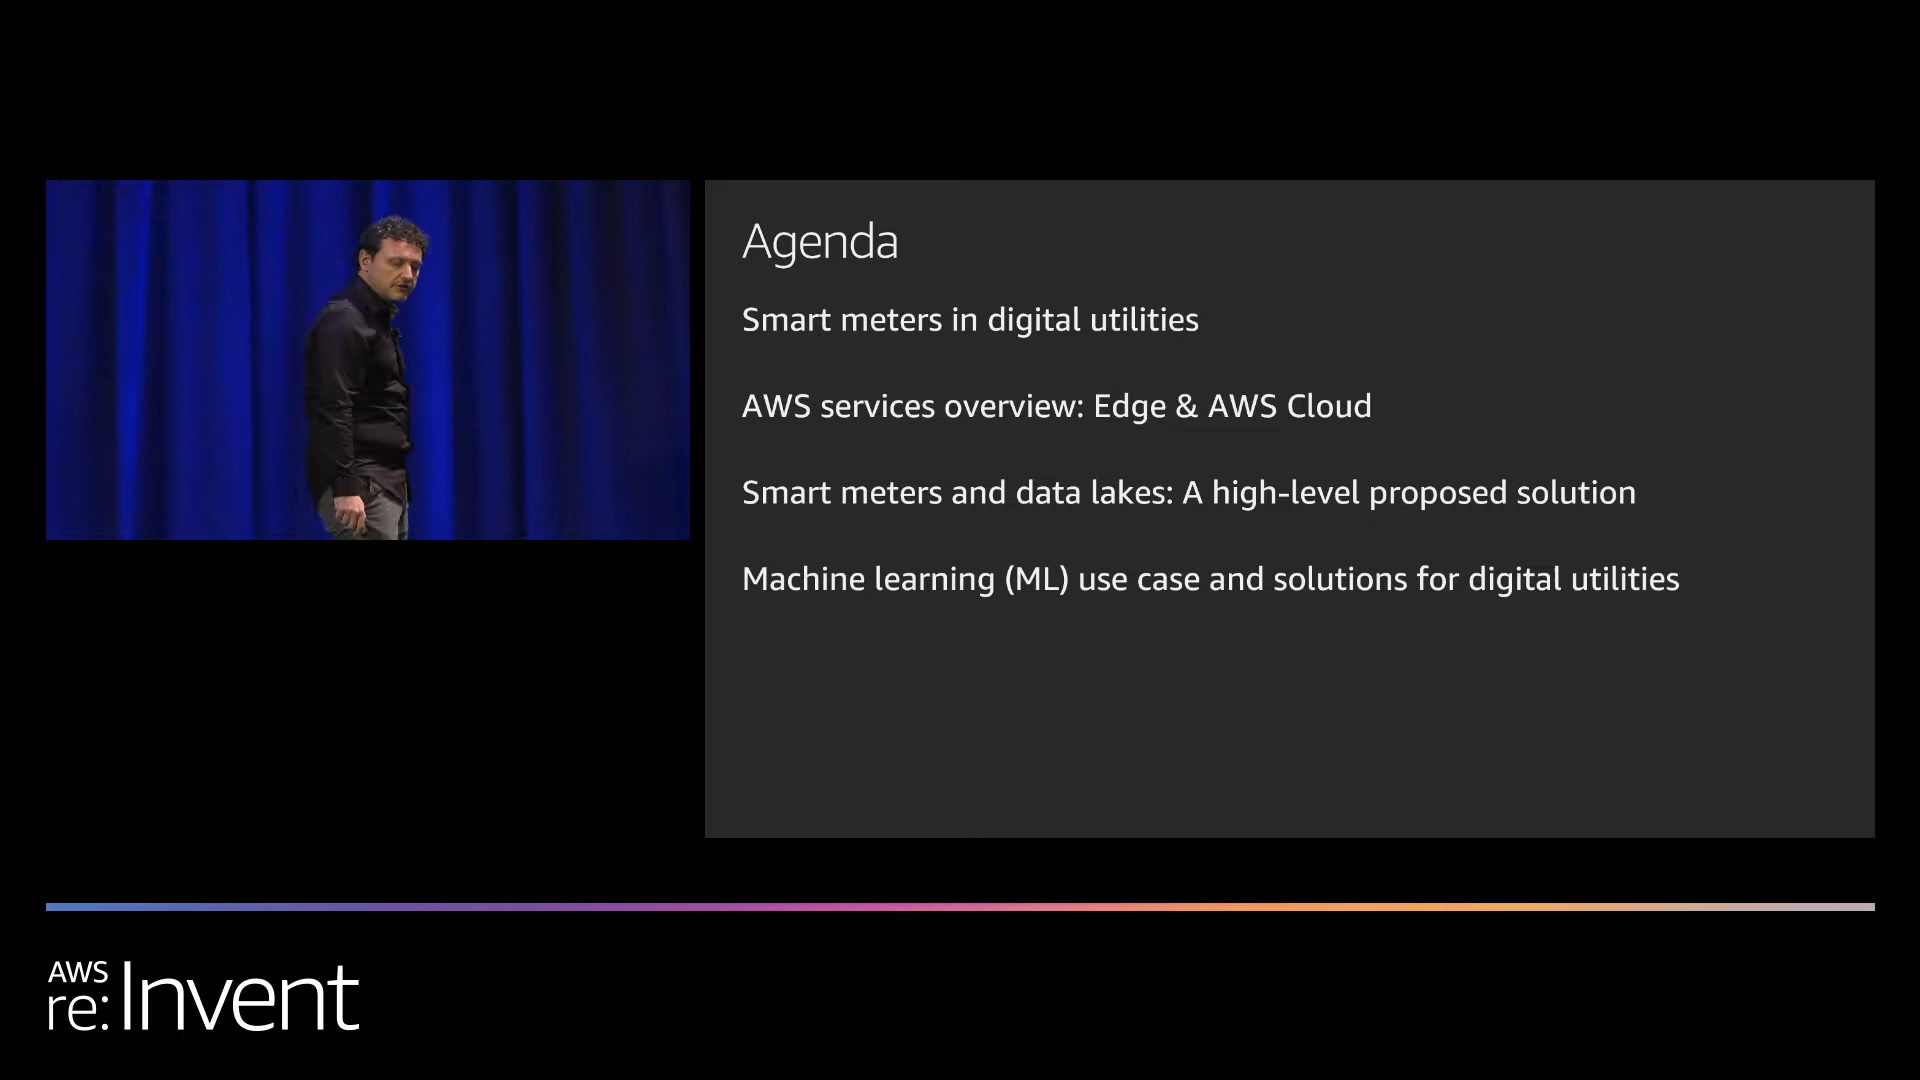 Agenda
Smart meters in digital utilities
AWS services overview: Edge & AWS Cloud
Smart meters and data lakes: A high-level proposed solution
Machine learning (ML) use case and solutions for digital utilities
AWS
re:Invent